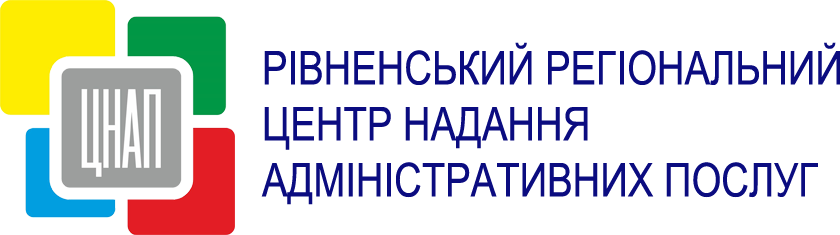 ЦНАП
РІВНЕНСЬКИЙ РЕГІОНАЛЬНИЙ
ЦЕНТР НАДАННЯ
АДМІНІСТРАТИВНИХ ПОСЛУГ